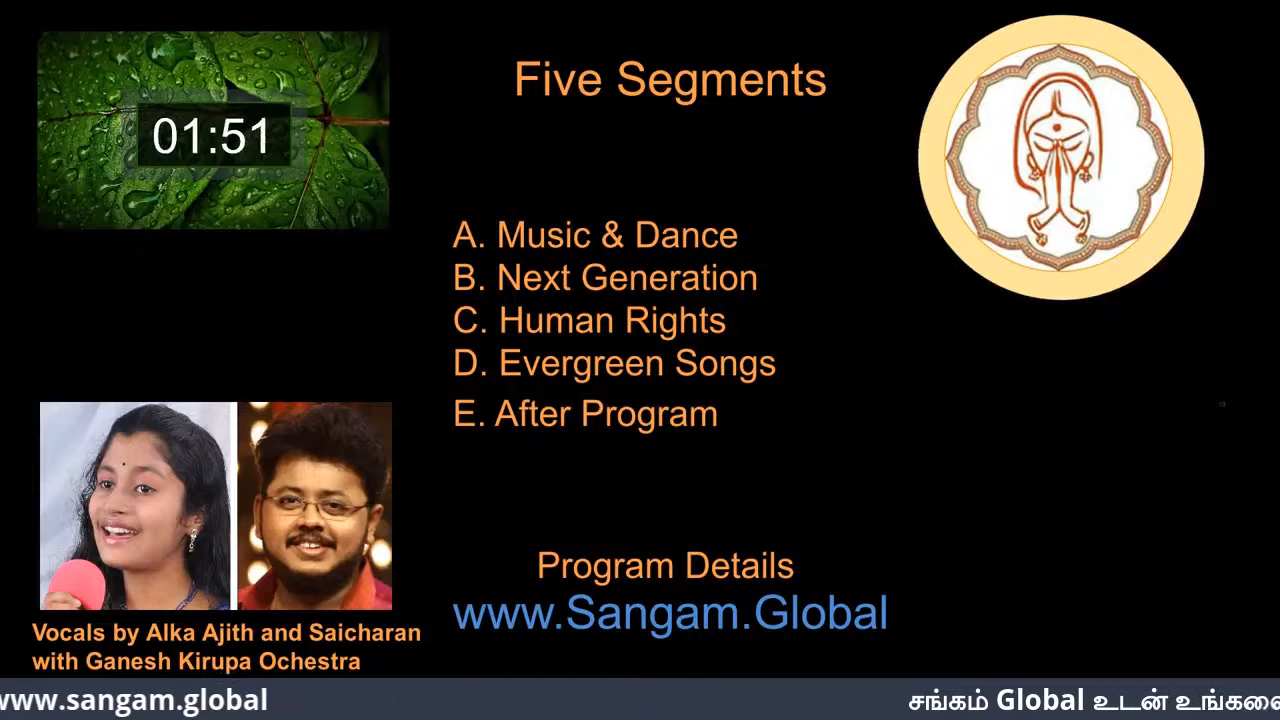 Five Segments
01:51
A. Music & Dance
B. Next Generation
C. Human Rights
D. Evergreen Songs
E. After Program
Program Details
www.Sangam.Global
Vocals by Alka Ajith and Saicharan
with Ganesh Kirupa Ochestra
www.sangam.global
சங்கம் Global உடன்